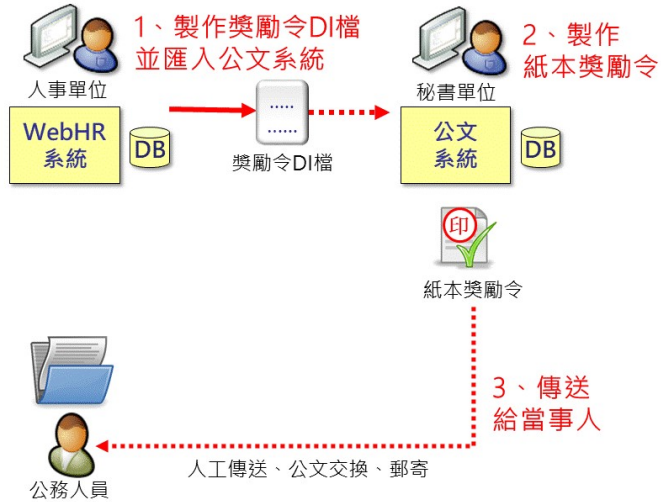 1、製作獎勵令DI檔
並匯入公文系統
2、製作
紙本獎勵令
人事單位
秘書單位
WebHR
系統
DB
.....
......
獎勵令DI檔
公文
系統
DB
印
紙本獎勵令
3、傳送
給當事人
人工傳送、公文交換、郵寄
公務人員